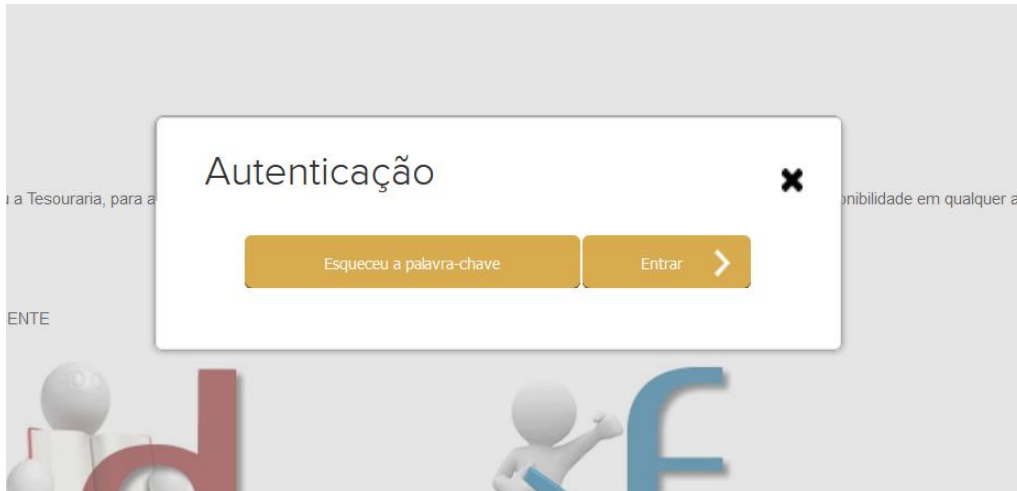 Autenticação
a Tesouraria, para a
onibilidade em qualquer a
Esqueceu a palavra-chave
Entrar
ENTE
d
f